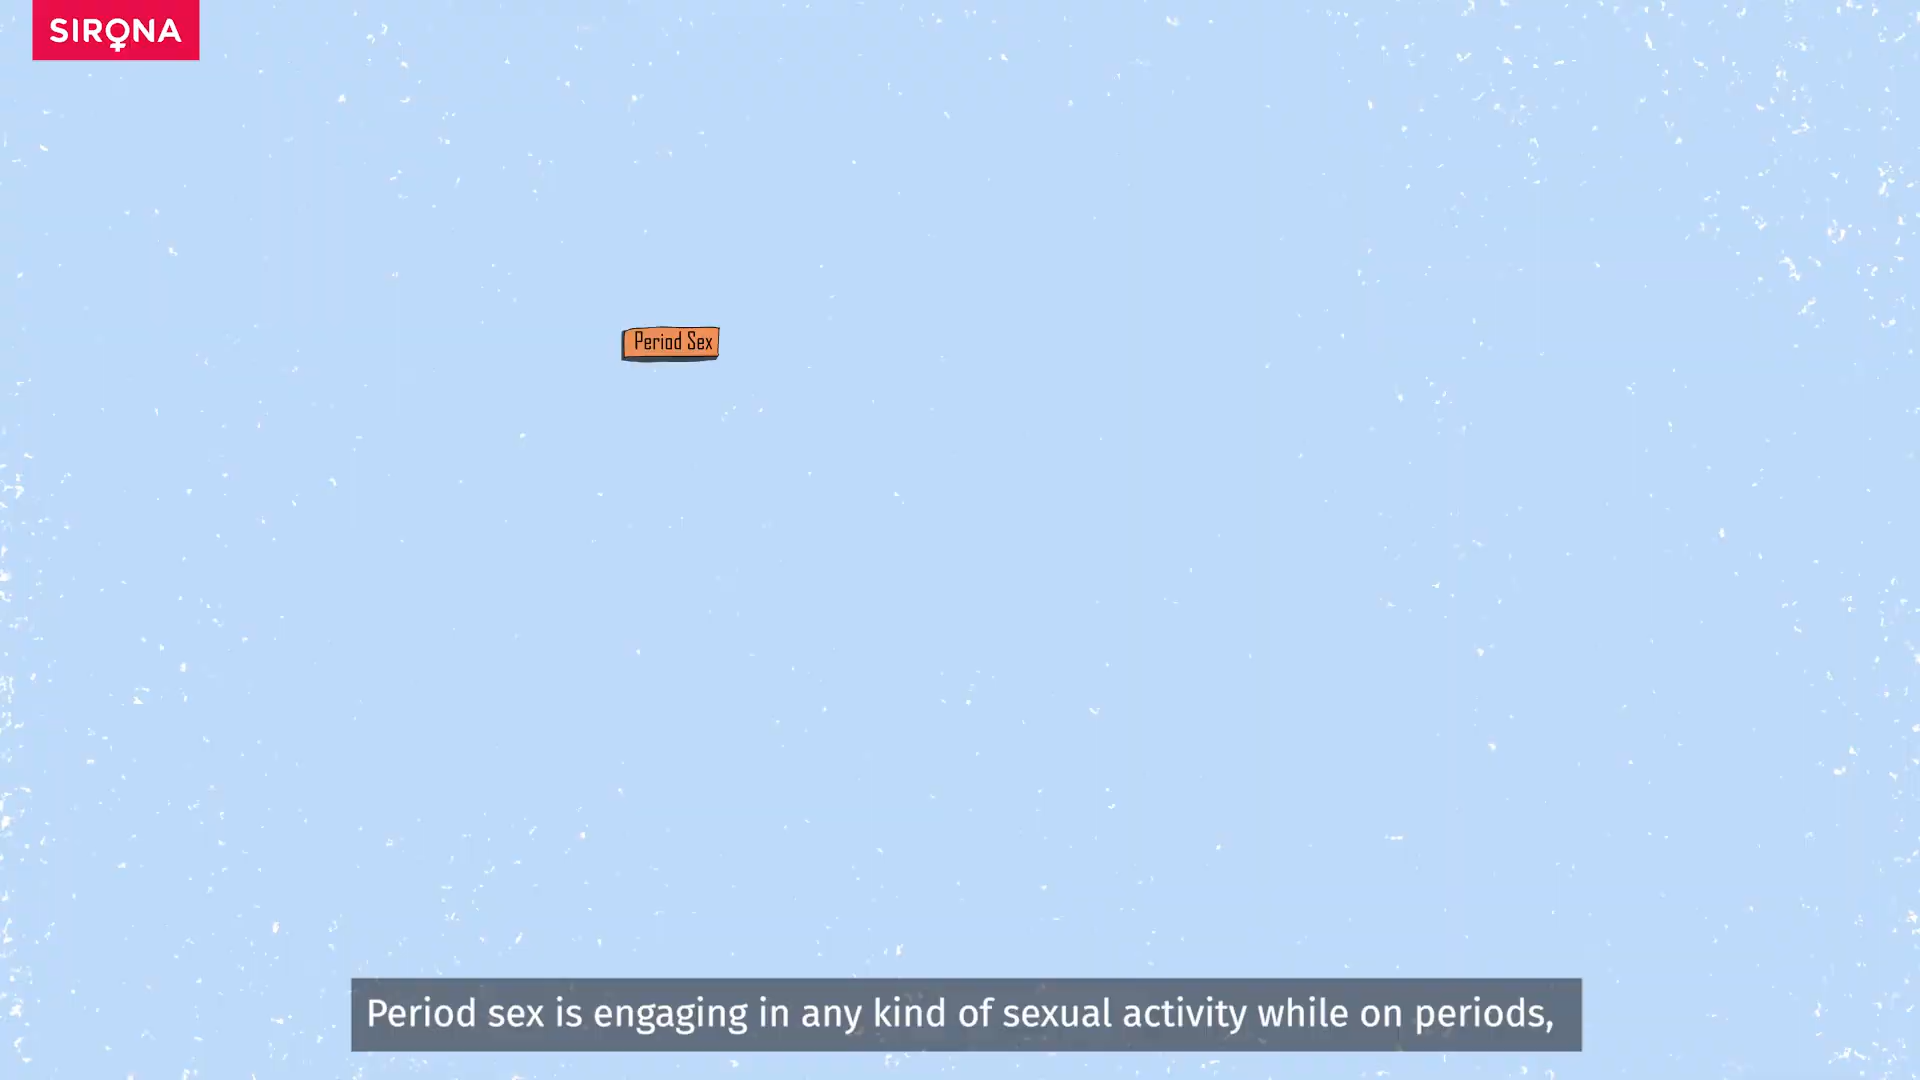 SIRONA
Period Sex
Period sex is engaging in any kind of sexual activity while on periods,